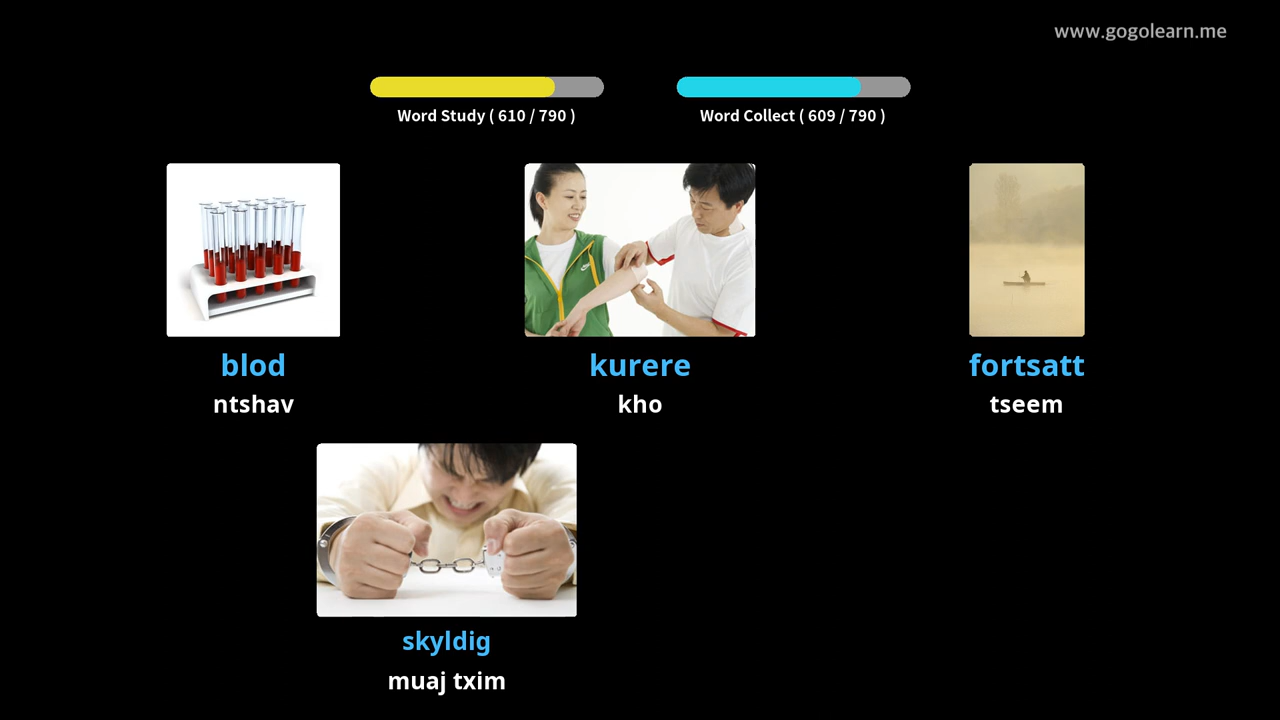 www.gogolearn.me
Word Study ( 610 / 790 )
Word Collect ( 609 / 790 )
blod
ntshav
kurere
kho
fortsatt
tseem
skyldig
muaj txim